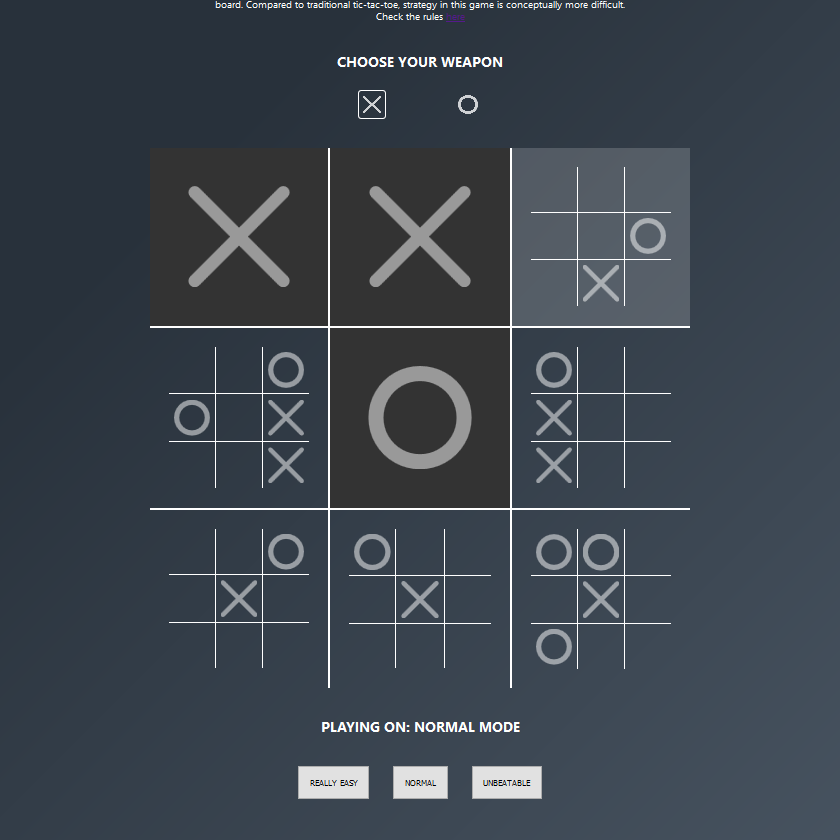 board. Compared to traditional tic-tac-toe, strategy in this game is conceptually more difficult.
Check the rules
CHOOSE YOUR WEAPON
PLAYING ON: NORMAL MODE
REALLY EASY
NORMAL
UNBEATABLE